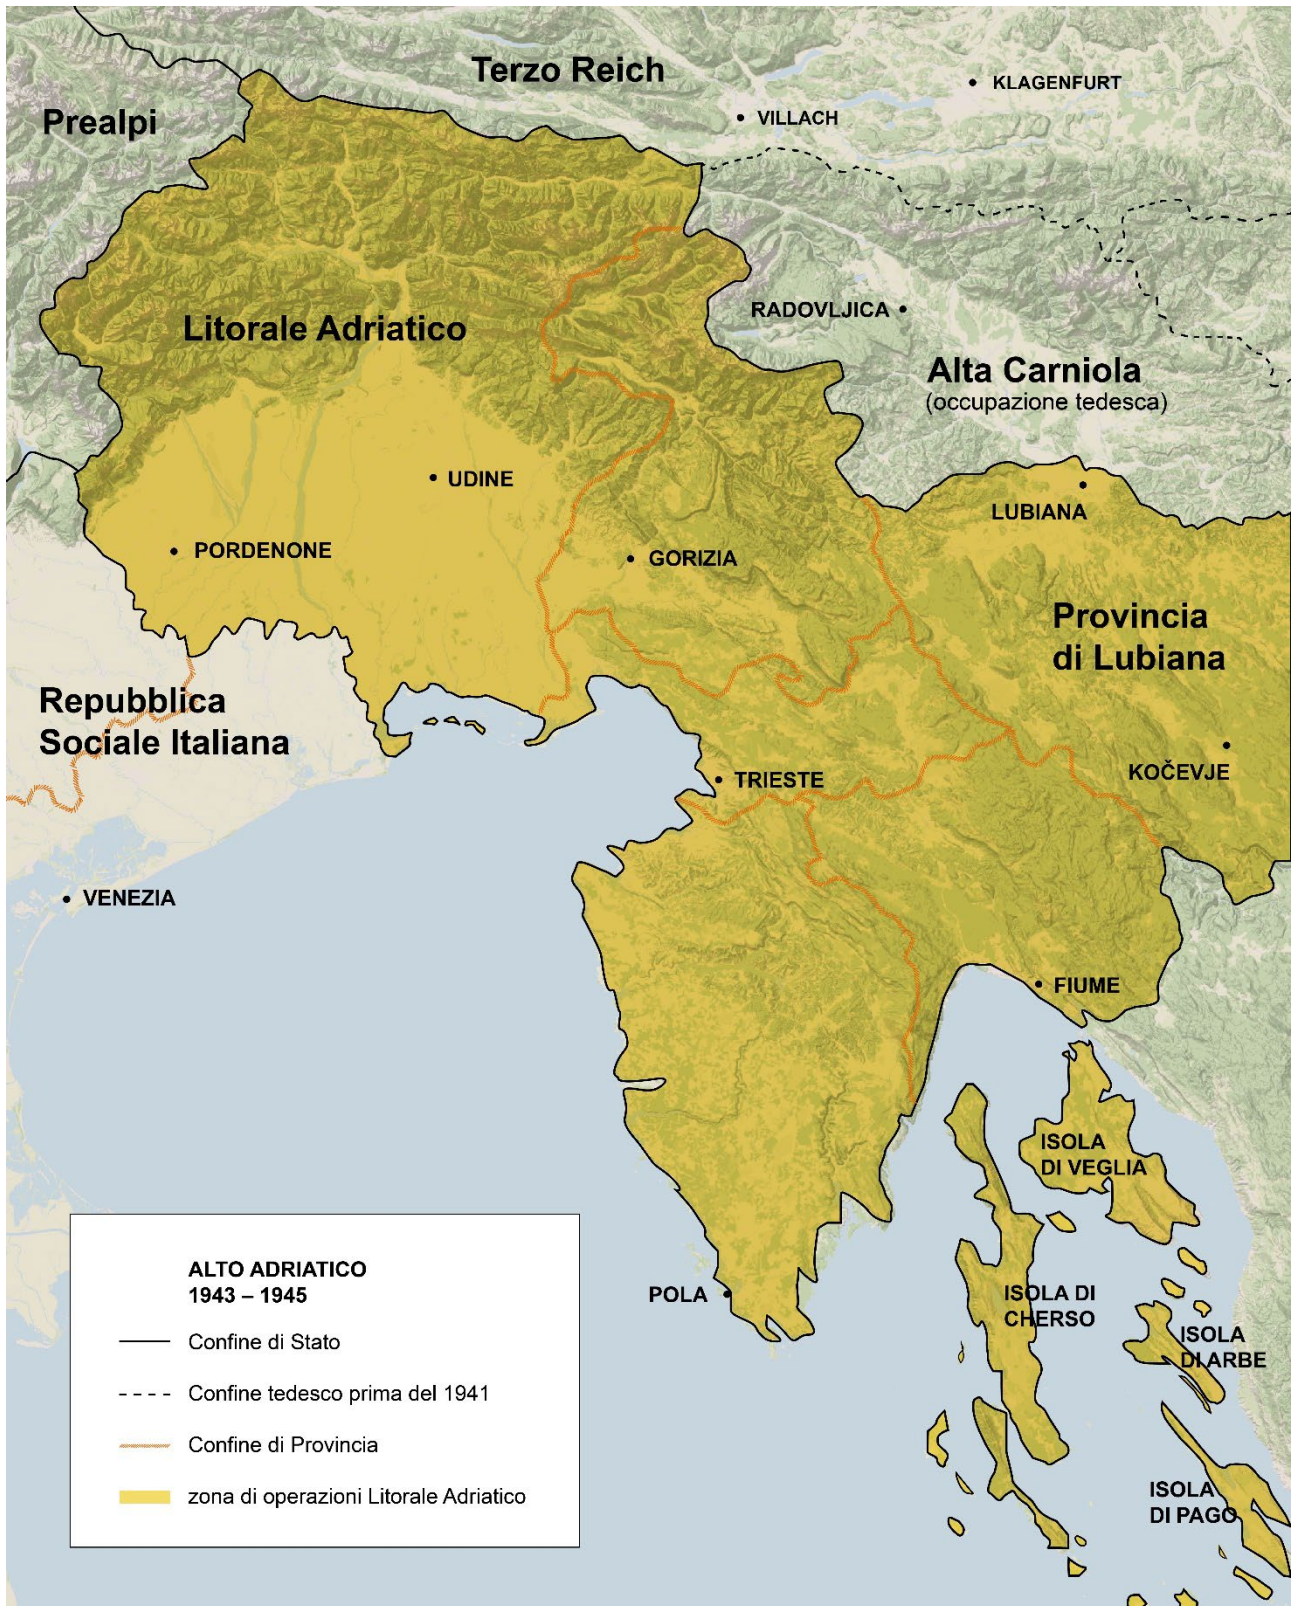 Terzo Reich
KLAGENFURT
Prealpi
VILLACH
RADOVLJICA
Litorale Adriatico
Alta Carniola
(occupazione tedesca)
UDINE
LUBIANA
PORDENONE
GORIZIA
Provincia
di Lubiana
Repubblica
Sociale Italiana
TRIESTE
KOČEVJE
VENEZIA
FIUME
ISOLA
DI VEGLIA
POLA
ISOLA DI
CHERSO
ISOLA
DI ARBE
ISOLA
DI PAGO
ALTO ADRIATICO
1943 – 1945
Confine di Stato
Confine tedesco prima del 1941
Confine di Provincia
zona di operazioni Litorale Adriatico